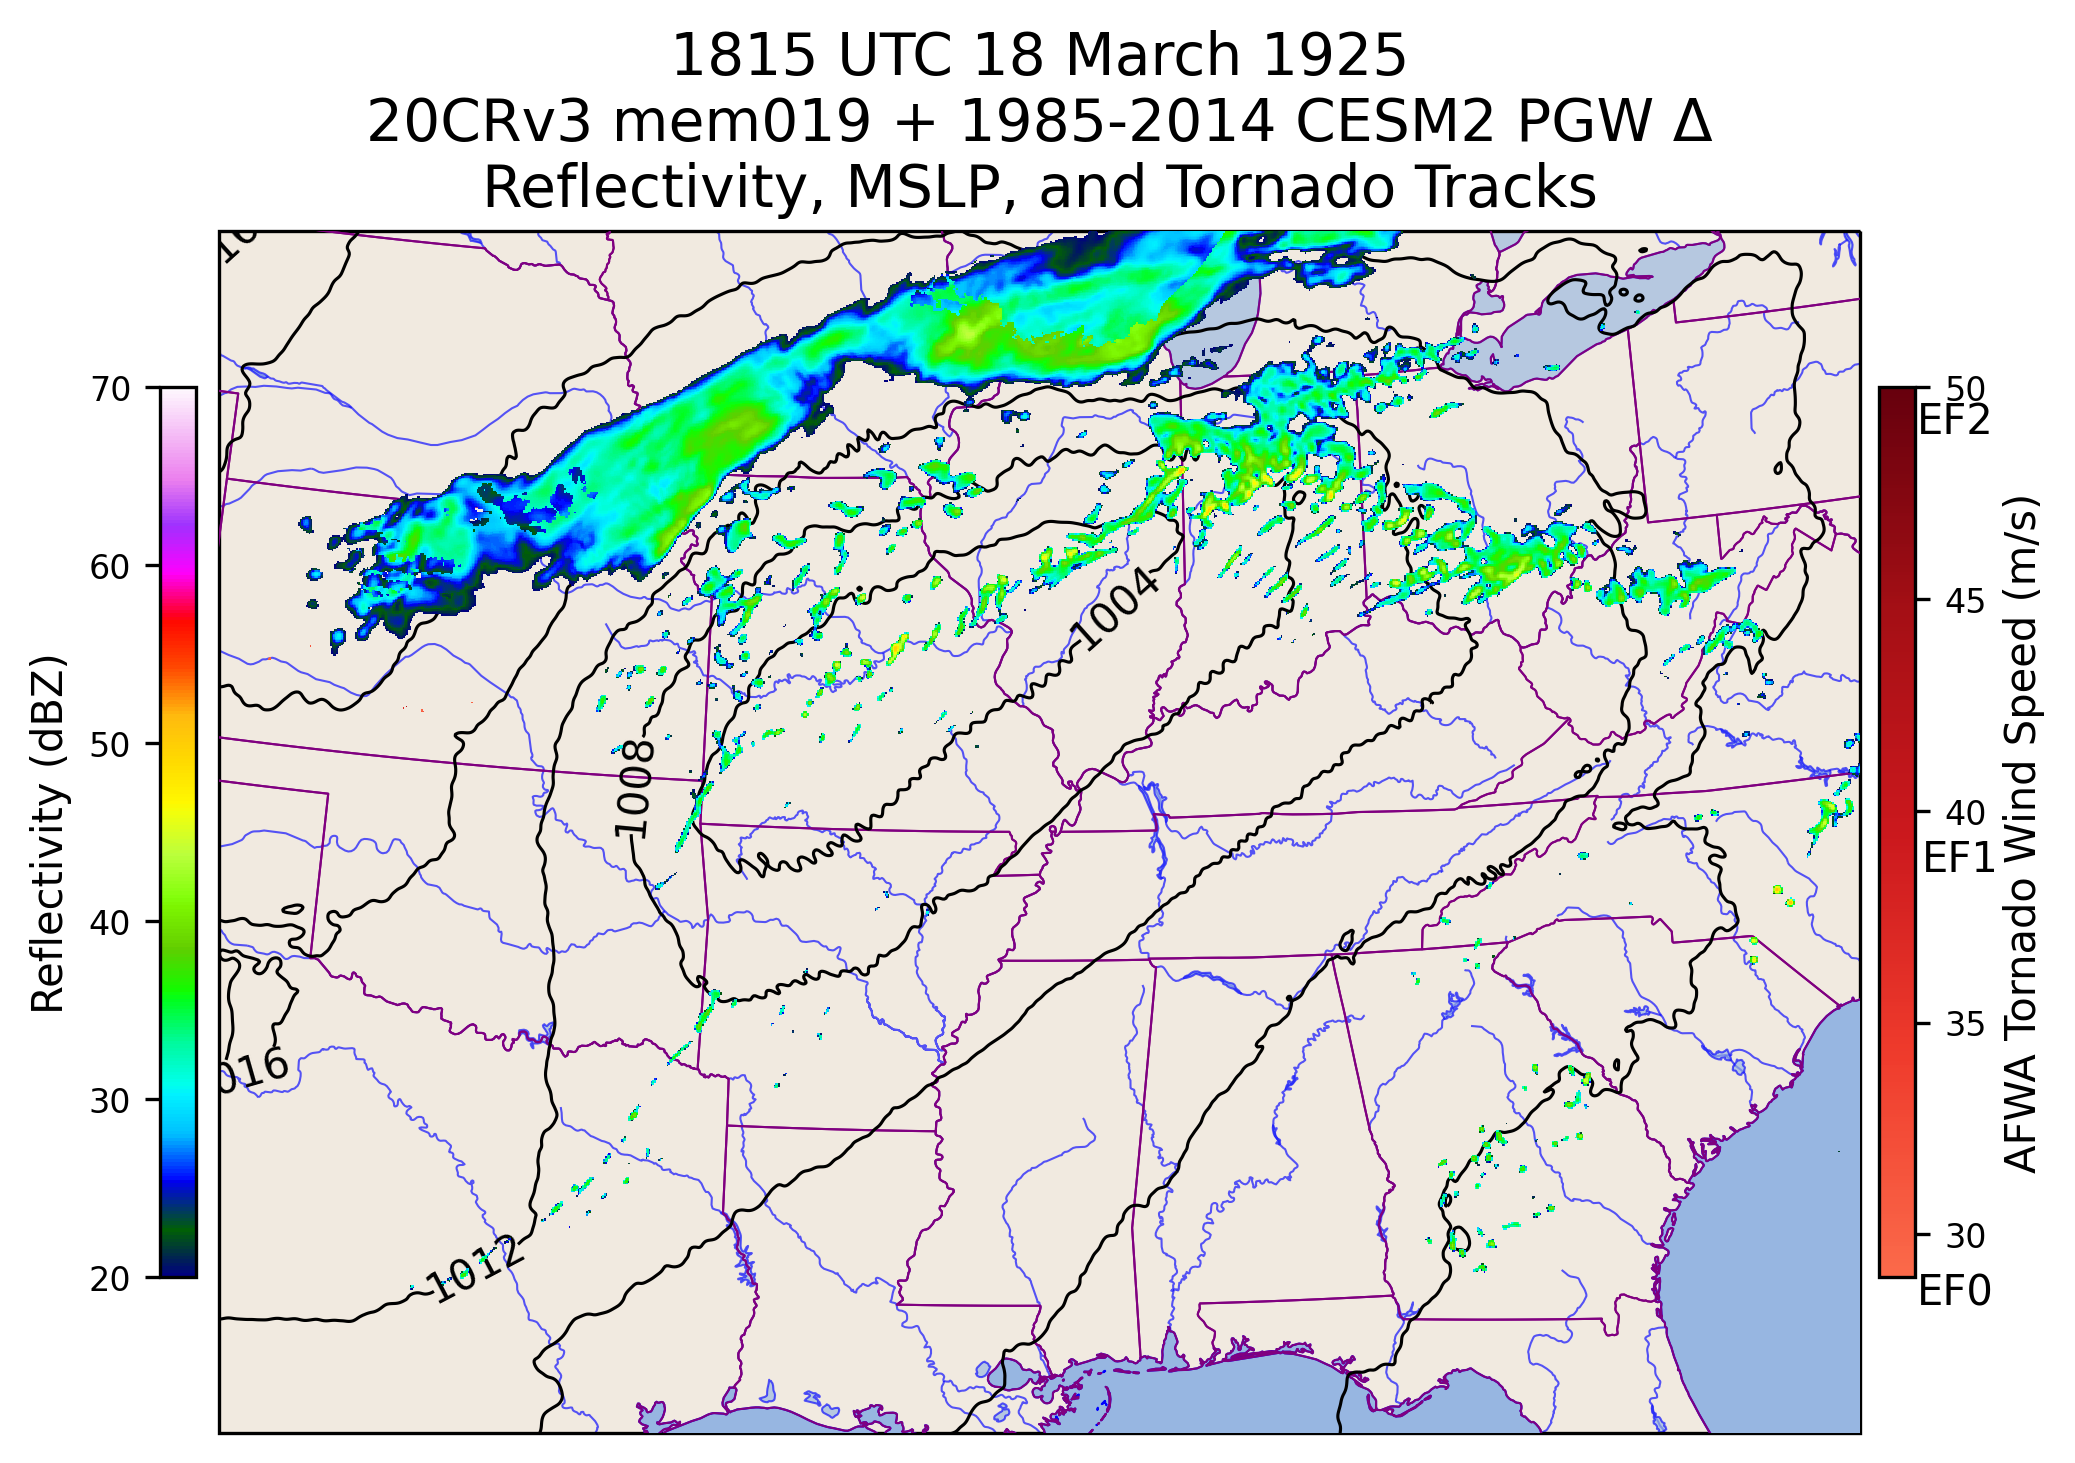 1815 UTC 18 March 1925
20CRv3 mem019 + 1985-2014 CESM2 PGW Δ
Reflectivity, MSLP, and Tornado Tracks
70
60
50
40
30
20
Reflectivity (dBZ)
1004
1008
016
1012
50
EF2
45
40
EF1
35
30
EF0
AFWA Tornado Wind Speed (m/s)